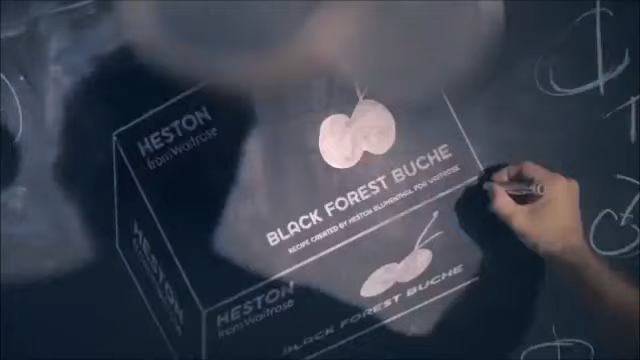 HESTON
from Waitrose
BLACK FOREST BUCHE
RECIPE CREATED BY HESTON BLUMENTHAL FOR WAITROSE
HESTON
from Waitrose
HESTON
from Waitrose
BLACK FOREST BUCHE